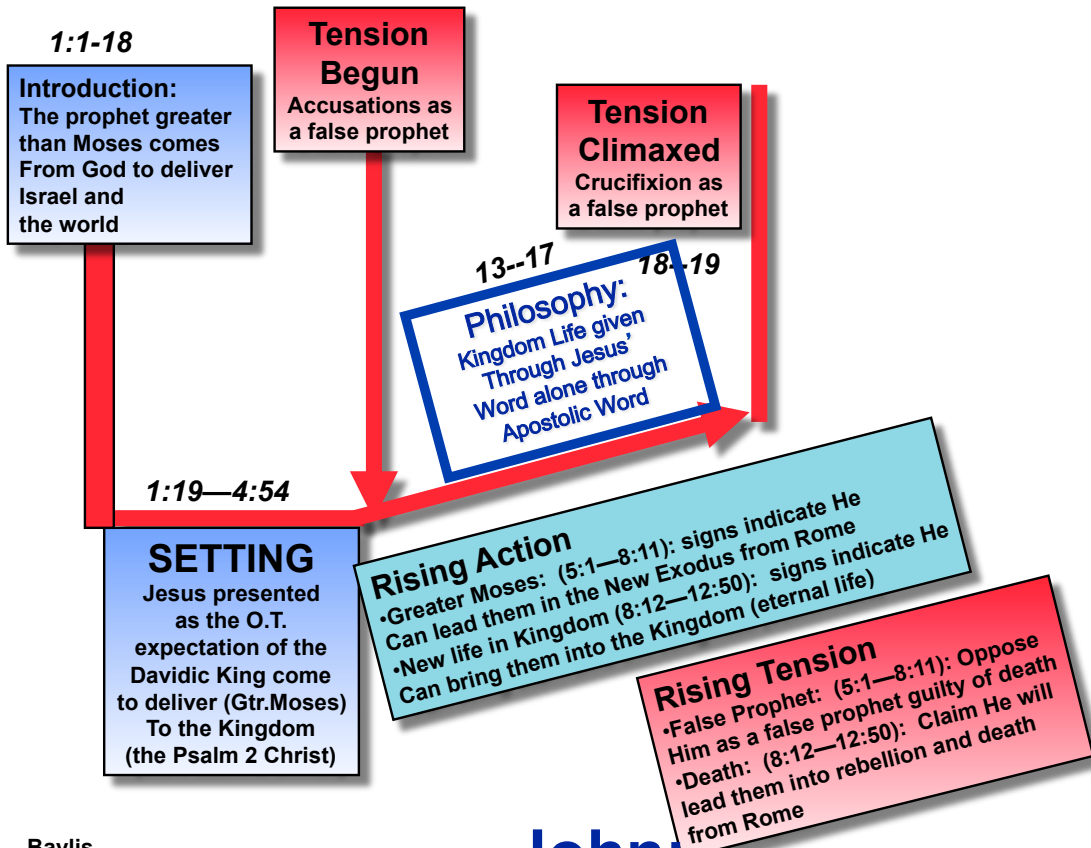 1:1-18
Introduction:
The prophet greater
than Moses comes
From God to deliver
Israel and
the world
Tension
Begun
Accusations as
a false prophet
Tension
Climaxed
Crucifixion as
a false prophet
13--17
18--19
Philosophy:
Kingdom Life given
Through Jesus’
Word alone through
Apostolic Word
1:19—4:54
SETTING
Jesus presented
as the O.T.
expectation of the
Davidic King come
to deliver (Gtr.Moses)
To the Kingdom
(the Psalm 2 Christ)
Rising Action
•Greater Moses: (5:1—8:11): signs indicate He
Can lead them in the New Exodus from Rome
•New life in Kingdom (8:12—12:50): signs indicate He
Can bring them into the Kingdom (eternal life)
Rising Tension
•False Prophet: (5:1—8:11): Oppose
Him as a false prophet guilty of death
•Death: (8:12—12:50): Claim He will
lead them into rebellion and death
from Rome
Baylis
John